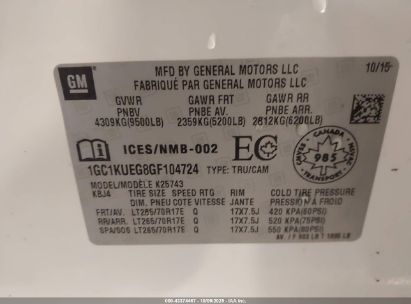 GM
MFD BY GENERAL MOTORS LLC
FABRIQUÉ PAR GENERAL MOTORS LLC
10/15
GVWR GAWR FRT GAWR RR
PNBV PNBE AV. PNBE ARR.
4309KG(9500LB) 2359KG(5200LB) 2812KG(6200LB)
ICES/NMB-002
EC
CANADA
985
1GC1KUEG8GF104724 TYPE: TRU/CAM
MODEL/MODÈLE K25743
KBJ4 TIRE SIZE SPEED RTG RIM COLD TIRE PRESSURE
DIM. PNEU COTE VITESSE JANTE PRESSION À FROID
FRT/AV. LT265/70R17E 17X7.5J 420 KPA(60PSI)
RR/ARR. LT265/70R17E 17X7.5J 520 KPA(75PSI)
SPA/SOS LT265/70R17E 17X7.5J 550 KPA(80PSI)